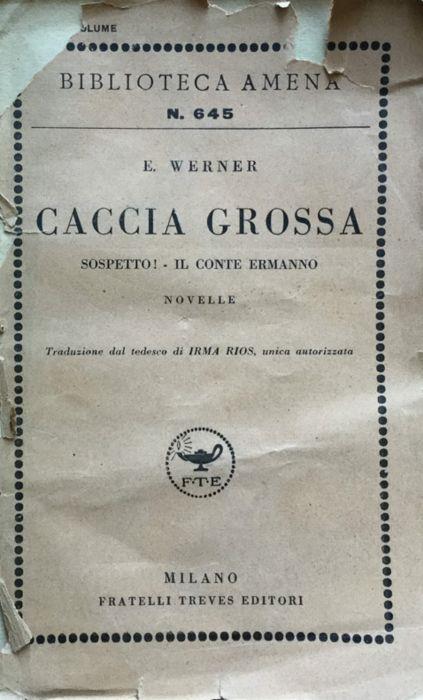 BIBLIOTECA AMENA
N. 645
E. WERNER
CACCIA GROSSA
SOSPETTO! - IL CONTE ERMANNO
NOVELLE
Traduzione dal tedesco di IRMA RIOS, unica autorizzata
F·T·E
MILANO
FRATELLI TREVES EDITORI